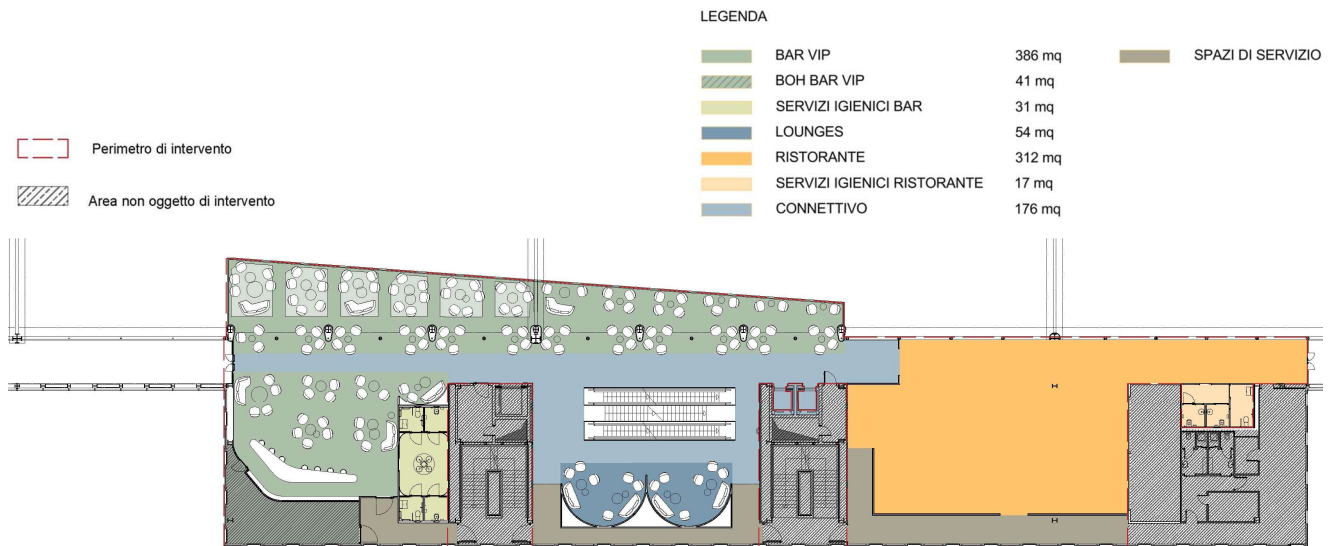 LEGENDA
BAR VIP 386 mq SPAZI DI SERVIZIO
BOH BAR VIP 41 mq
SERVIZI IGIENICI BAR 31 mq
LOUNGES 54 mq
RISTORANTE 312 mq
SERVIZI IGIENICI RISTORANTE 17 mq
CONNETTIVO 176 mq
Perimetro di intervento
Area non oggetto di intervento